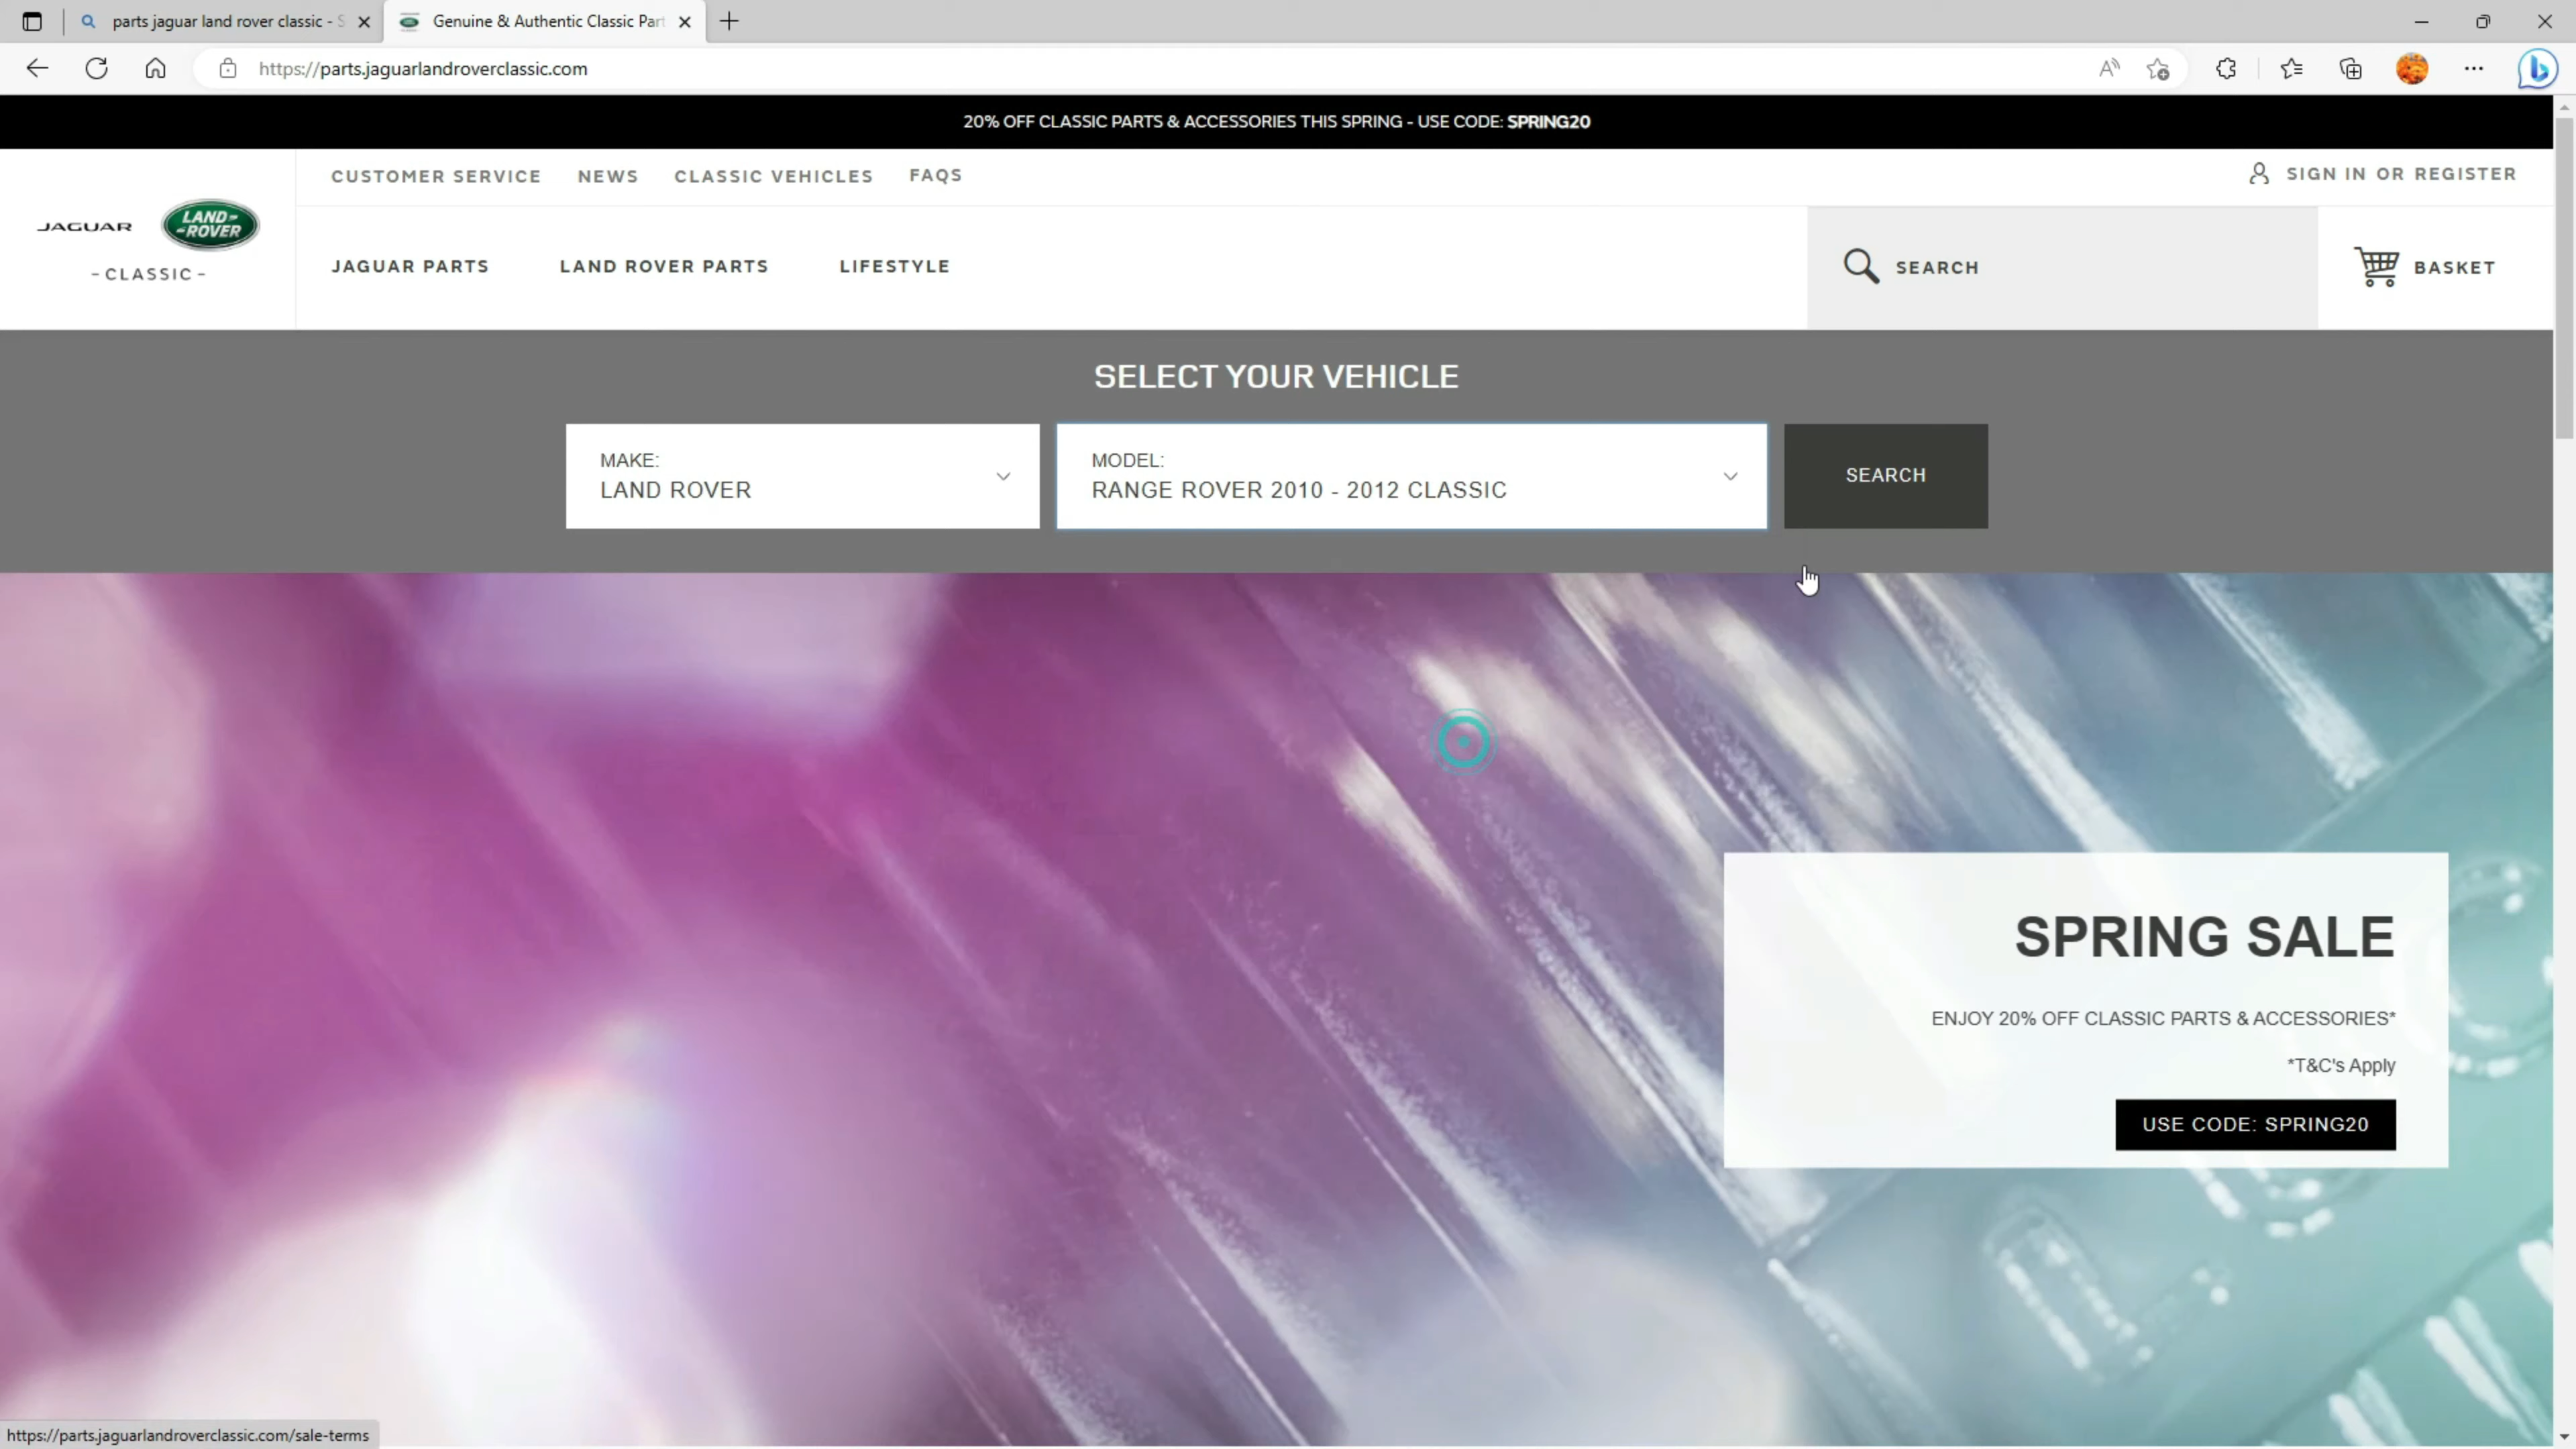 parts jaguar land rover classic - S
Genuine & Authentic Classic Part
https://parts.jaguarlandroverclassic.com
20% OFF CLASSIC PARTS & ACCESSORIES THIS SPRING - USE CODE: SPRING20
CUSTOMER SERVICE NEWS CLASSIC VEHICLES FAQS
SIGN IN OR REGISTER
JAGUAR LAND-ROVER
- CLASSIC -
JAGUAR PARTS LAND ROVER PARTS LIFESTYLE
SEARCH
BASKET
SELECT YOUR VEHICLE
MAKE:
LAND ROVER
MODEL:
RANGE ROVER 2010 - 2012 CLASSIC
SEARCH
SPRING SALE
ENJOY 20% OFF CLASSIC PARTS & ACCESSORIES*
*T&C's Apply
USE CODE: SPRING20
https://parts.jaguarlandroverclassic.com/sale-terms